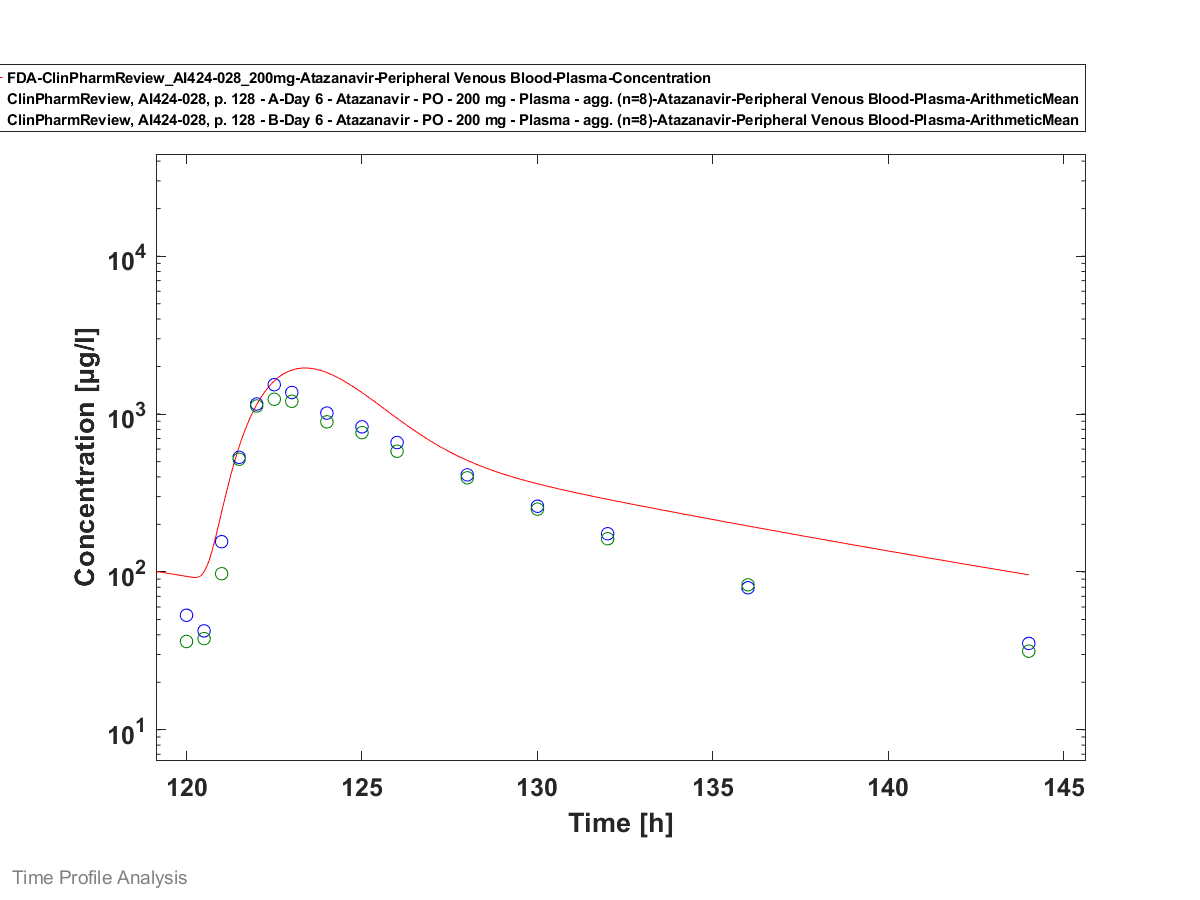 FDA-ClinPharmReview_AI424-028_200mg-Atazanavir-Peripheral Venous Blood-Plasma-Concentration
ClinPharmReview, AI424-028, p. 128 - A-Day 6 - Atazanavir - PO - 200 mg - Plasma - agg. (n=8)-Atazanavir-Peripheral Venous Blood-Plasma-ArithmeticMean
ClinPharmReview, AI424-028, p. 128 - B-Day 6 - Atazanavir - PO - 200 mg - Plasma - agg. (n=8)-Atazanavir-Peripheral Venous Blood-Plasma-ArithmeticMean
Concentration [µg/l]
10^4
10^3
10^2
10^1
120 125 130 135 140 145
Time [h]
Time Profile Analysis